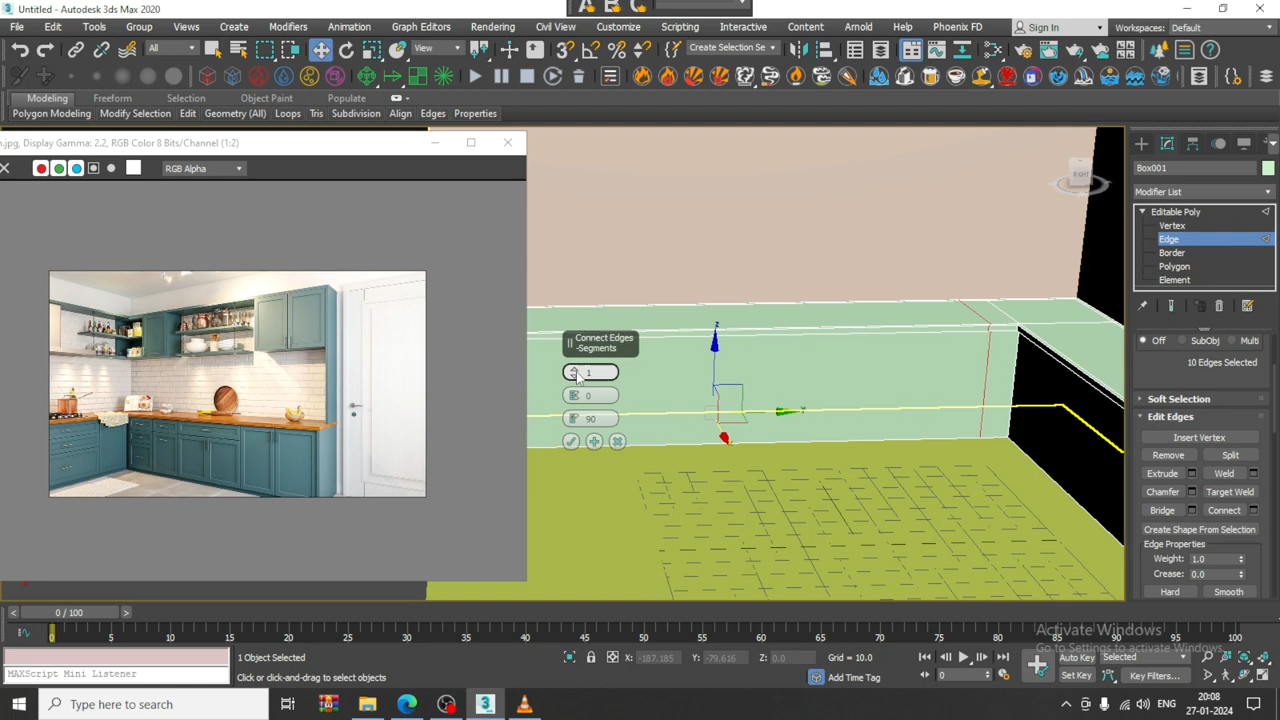 Untitled - Autodesk 3ds Max 2020
File Edit Tools Group Views Create Modifiers Animation Graph Editors Rendering Civil View Customize Scripting Interactive Content Arnold Help Phoenix FD Sign In Workspaces: Default
All View Create Selection Se
Modeling Freeform Selection Object Paint Populate
Polygon Modeling Modify Selection Edit Geometry (All) Loops Tris Subdivision Align Edges Properties
n.jpg, Display Gamma: 2.2, RGB Color 8 Bits/Channel (1:2)
RGB Alpha
RIGHT
Box001
Modifier List
Editable Poly
Vertex
Edge
Border
Polygon
Element
Connect Edges
-Segments
1
0
90
z
x
Off SubObj Multi
10 Edges Selected
Soft Selection
Edit Edges
Insert Vertex
Remove Split
Extrude Weld
Chamfer Target Weld
Bridge Connect
Create Shape From Selection
Edge Properties
Weight: 1.0
Crease: 0.0
Hard Smooth
< 0 / 100 >
0 5 10 15 20 25 30 35 40 45 50 55 60 65 70 75 80 85 90 95 100
Activate Windows
Go to Settings to activate Windows.
1 Object Selected
X: -187.185 Y: -79.616 Z: 0.0 Grid = 10.0
Auto Key Selected
MAXScript Mini Listener
Click or click-and-drag to select objects
Add Time Tag
0
Set Key Key Filters...
Type here to search
ENG
20:08
27-01-2024